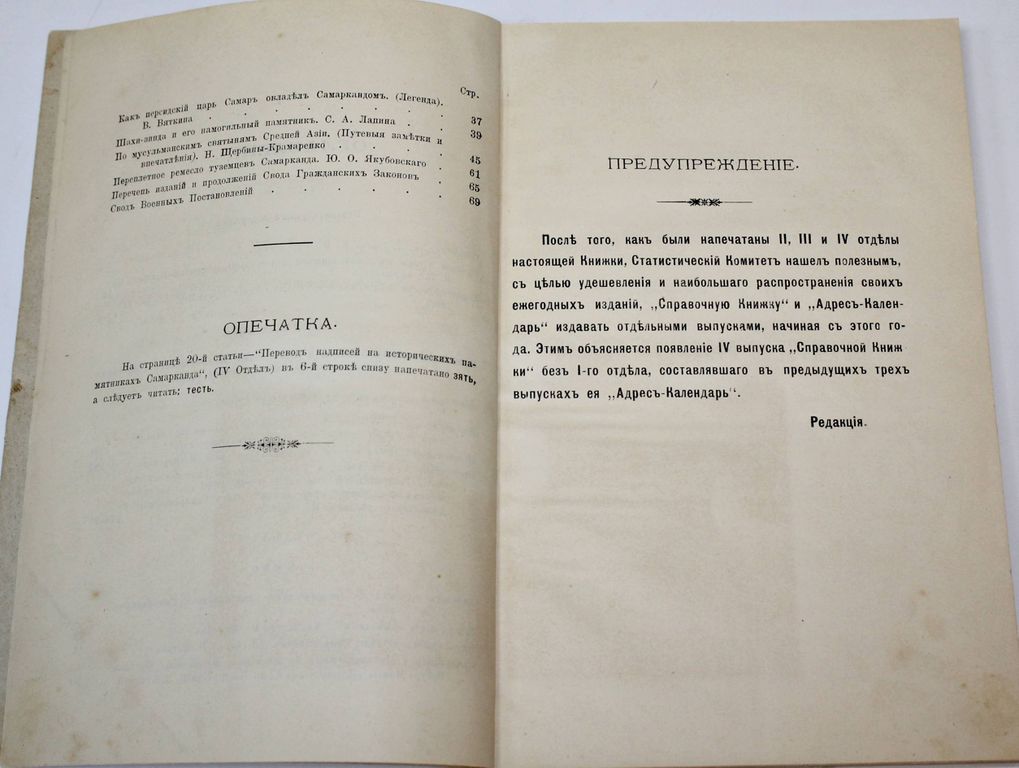 Стр.
Какъ персидскій царь Самаръ овладѣлъ Самаркандомъ. (Легенда).
В. Вяткина . . . . . . . . 37
Шахи-зинда и его намогильный памятникъ. С. А. Лапина . . 39
По мусульманскимъ святынямъ Средней Азіи. (Путевыя замѣтки и
впечатлѣнія). Н. Щербины-Крамаренко . . . . 45
Переплетное ремесло туземцевъ Самарканда. Ю. О. Якубовскаго . 61
Перечень изданій и продолженій Свода Гражданскихъ Законовъ . 65
Сводъ Военныхъ Постановленій . . . . . . 69
ОПЕЧАТКА.
На страницѣ 20-й статьи—“Переводъ надписей на историческихъ па-
мятникахъ Самарканда“, (IV Отдѣлъ) въ 6-й строкѣ снизу напечатано зять,
а слѣдуетъ читать: тесть.
ПРЕДУПРЕЖДЕНІЕ.
Послѣ того, какъ были напечатаны II, III и IV отдѣлы
настоящей Книжки, Статистическій Комитетъ нашелъ полезнымъ,
съ цѣлью удешевленія и наибольшаго распространенія своихъ
ежегодныхъ изданій, „Справочную Книжку“ и „Адресъ-Кален-
дарь“ издавать отдѣльными выпусками, начиная съ этого го-
да. Этимъ объясняется появленіе IV выпуска „Справочной Книж
ки“ безъ I-го отдѣла, составлявшаго въ предыдущихъ трехъ
выпускахъ ея „Адресъ-Календарь“.
Редакція.